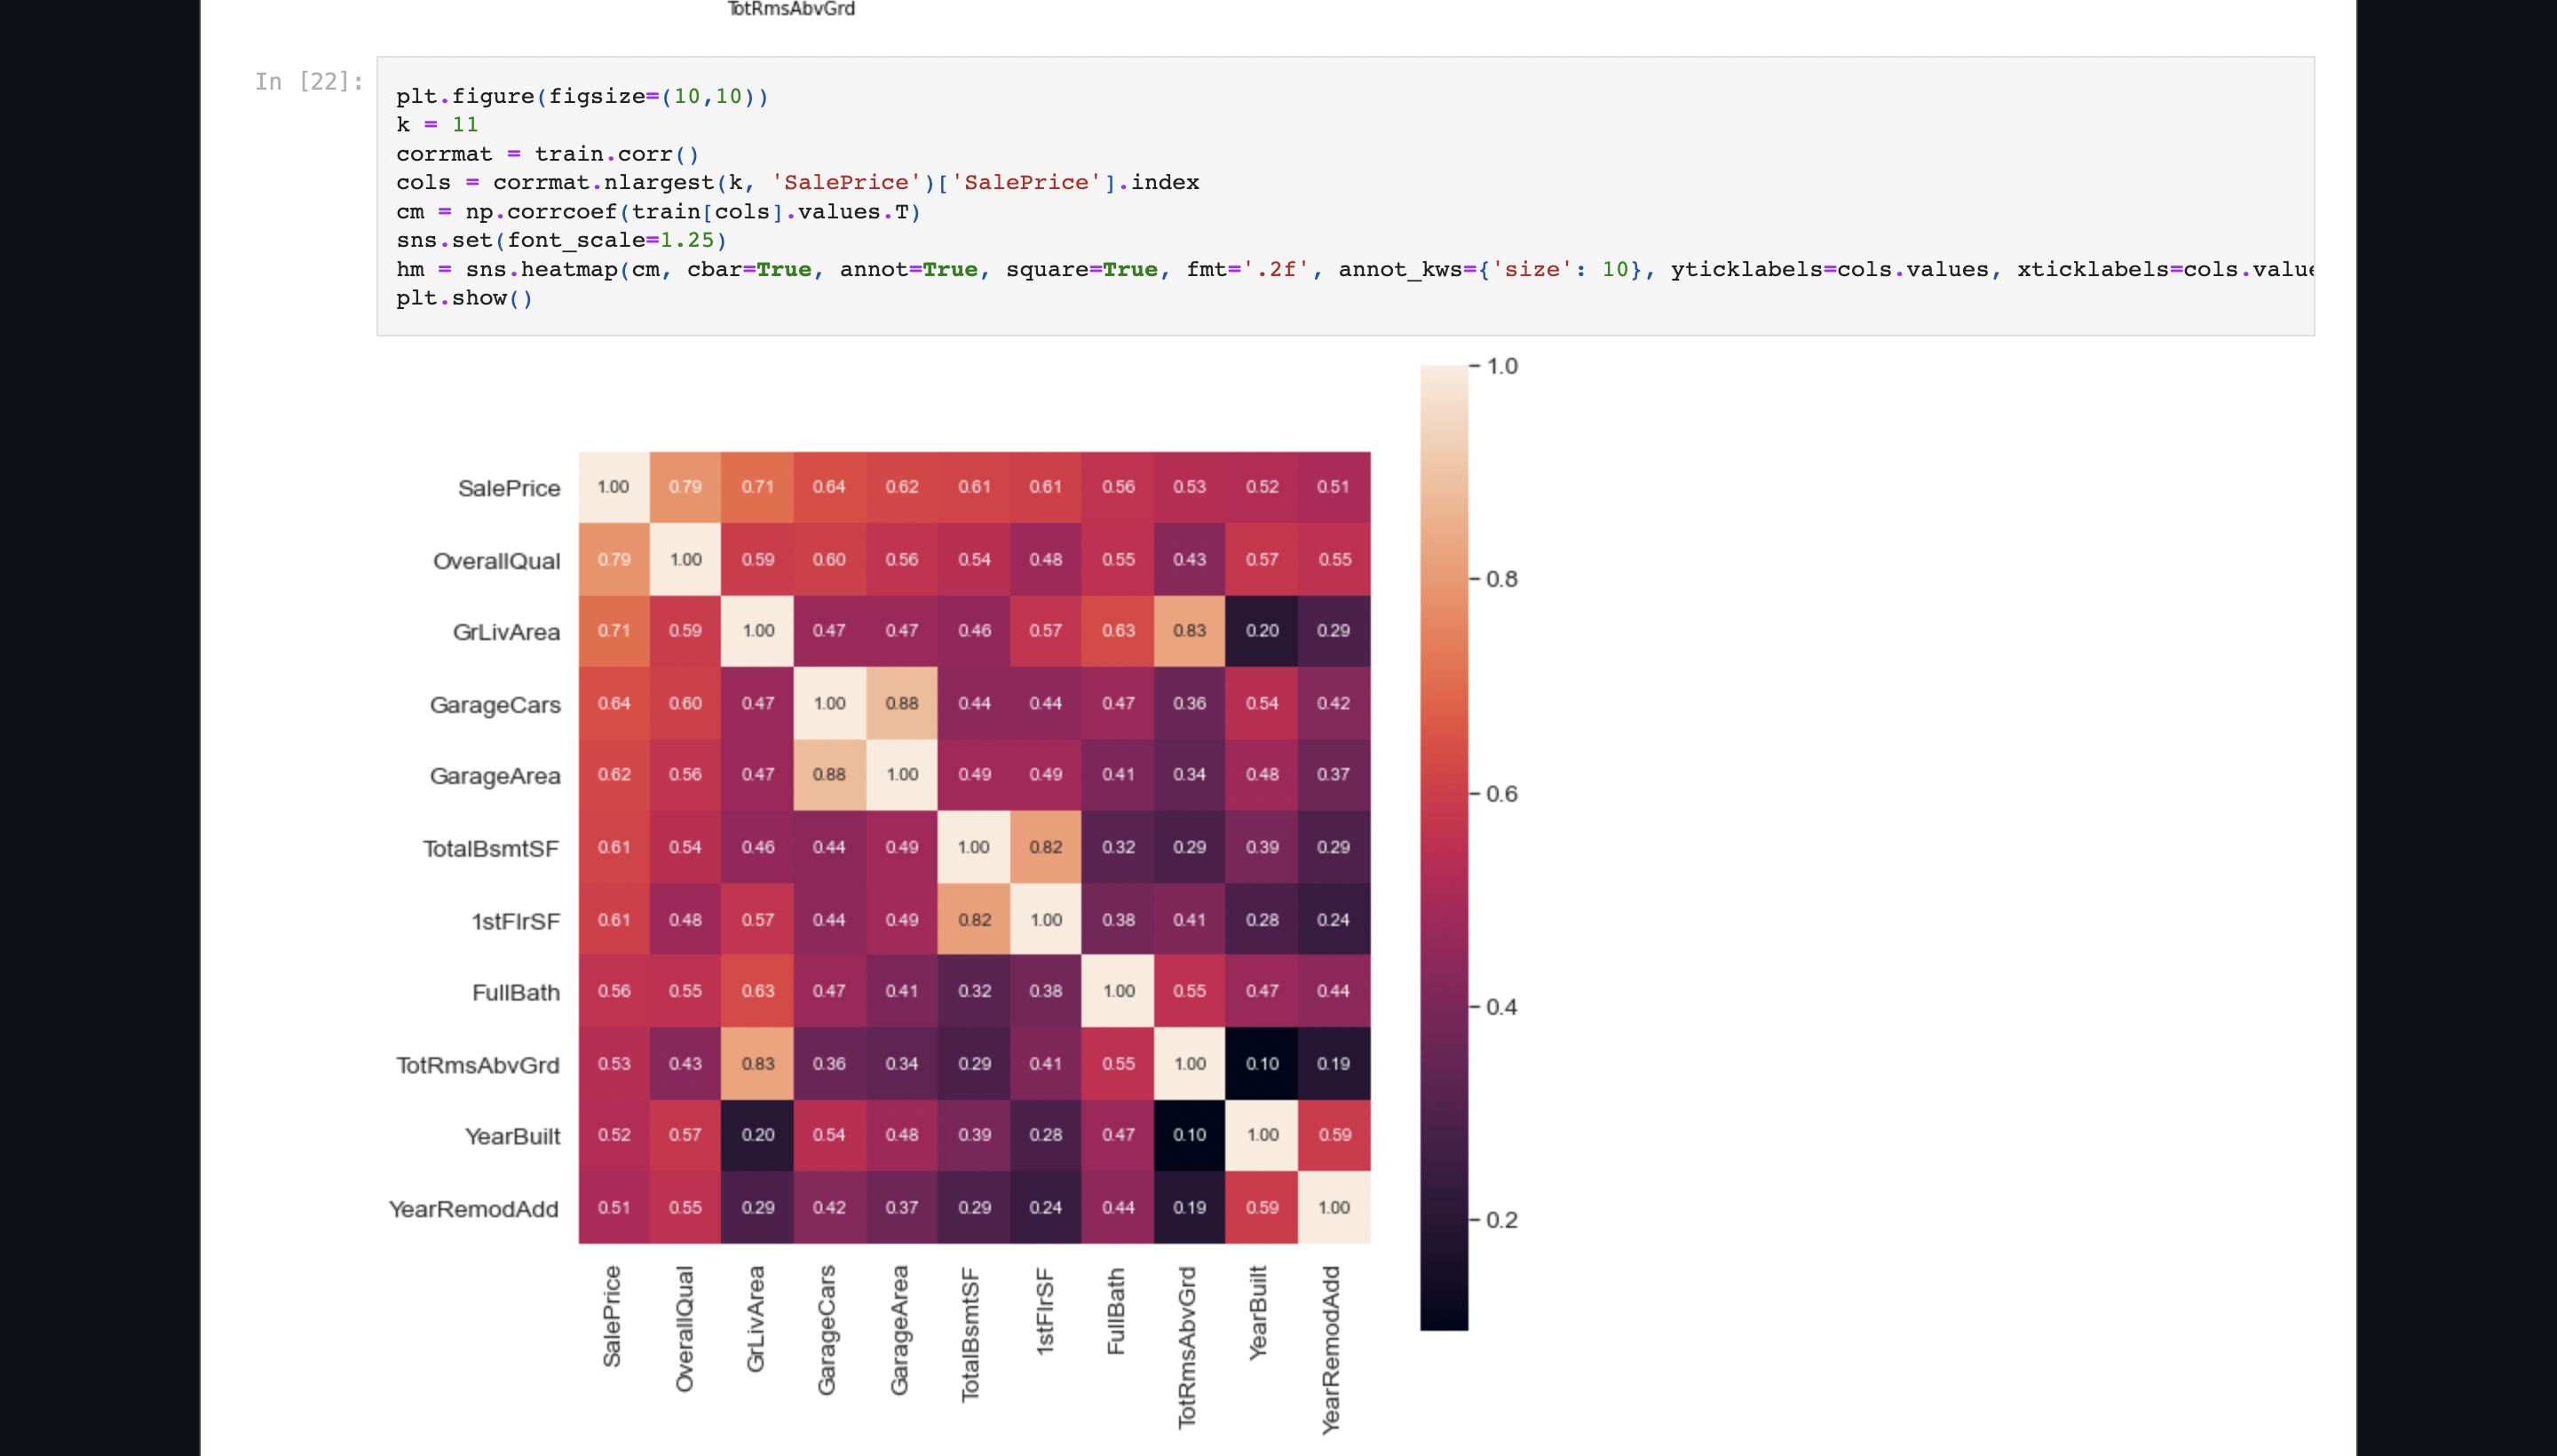 TotRmsAbvGrd
In [22]:
plt.figure(figsize=(10,10))
k = 11
corrmat = train.corr()
cols = corrmat.nlargest(k, 'SalePrice')['SalePrice'].index
cm = np.corrcoef(train[cols].values.T)
sns.set(font_scale=1.25)
hm = sns.heatmap(cm, cbar=True, annot=True, square=True, fmt='.2f', annot_kws={'size': 10}, yticklabels=cols.values, xticklabels=cols.value
plt.show()
1.0
0.8
0.6
0.4
0.2
SalePrice 1.00 0.79 0.71 0.64 0.62 0.61 0.61 0.56 0.53 0.52 0.51
OverallQual 0.79 1.00 0.59 0.60 0.56 0.54 0.48 0.55 0.43 0.57 0.55
GrLivArea 0.71 0.59 1.00 0.47 0.47 0.46 0.57 0.63 0.83 0.20 0.29
GarageCars 0.64 0.60 0.47 1.00 0.88 0.44 0.44 0.47 0.36 0.54 0.42
GarageArea 0.62 0.56 0.47 0.88 1.00 0.49 0.49 0.41 0.34 0.48 0.37
TotalBsmtSF 0.61 0.54 0.46 0.44 0.49 1.00 0.82 0.32 0.29 0.39 0.29
1stFlrSF 0.61 0.48 0.57 0.44 0.49 0.82 1.00 0.38 0.41 0.28 0.24
FullBath 0.56 0.55 0.63 0.47 0.41 0.32 0.38 1.00 0.55 0.47 0.44
TotRmsAbvGrd 0.53 0.43 0.83 0.36 0.34 0.29 0.41 0.55 1.00 0.10 0.19
YearBuilt 0.52 0.57 0.20 0.54 0.48 0.39 0.28 0.47 0.10 1.00 0.59
YearRemodAdd 0.51 0.55 0.29 0.42 0.37 0.29 0.24 0.44 0.19 0.59 1.00
SalePrice
OverallQual
GrLivArea
GarageCars
GarageArea
TotalBsmtSF
1stFlrSF
FullBath
TotRmsAbvGrd
YearBuilt
YearRemodAdd